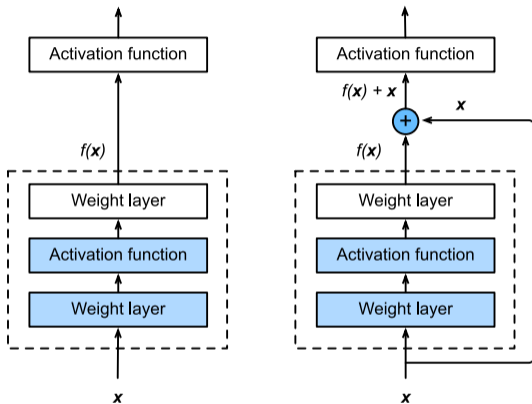 Activation function
f(x)
Weight layer
Activation function
Weight layer
x
Activation function
f(x) + x
x
+
f(x)
Weight layer
Activation function
Weight layer
x